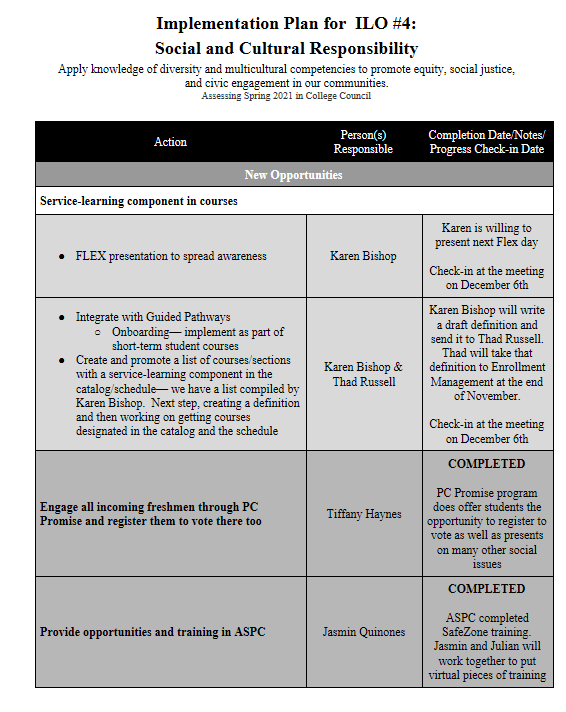 Implementation Plan for ILO #4:
Social and Cultural Responsibility
Apply knowledge of diversity and multicultural competencies to promote equity, social justice,
and civic engagement in our communities.
Assessing Spring 2021 in College Council
Action
Person(s)
Responsible
Completion Date/Notes/
Progress Check-in Date
New Opportunities
Service-learning component in courses
● FLEX presentation to spread awareness
Karen Bishop
Karen is willing to
present next Flex day
Check-in at the meeting
on December 6th
● Integrate with Guided Pathways
○ Onboarding— implement as part of
short-term student courses
● Create and promote a list of courses/sections
with a service-learning component in the
catalog/schedule— we have a list compiled by
Karen Bishop. Next step, creating a definition
and then working on getting courses
designated in the catalog and the schedule
Karen Bishop &
Thad Russell
Karen Bishop will write
a draft definition and
send it to Thad Russell.
Thad will take that
definition to Enrollment
Management at the end
of November.
Check-in at the meeting
on December 6th
Engage all incoming freshmen through PC
Promise and register them to vote there too
Tiffany Haynes
COMPLETED
PC Promise program
does offer students the
opportunity to register to
vote as well as presents
on many other social
issues
Provide opportunities and training in ASPC
Jasmin Quinones
COMPLETED
ASPC completed
SafeZone training.
Jasmin and Julian will
work together to put
virtual pieces of training